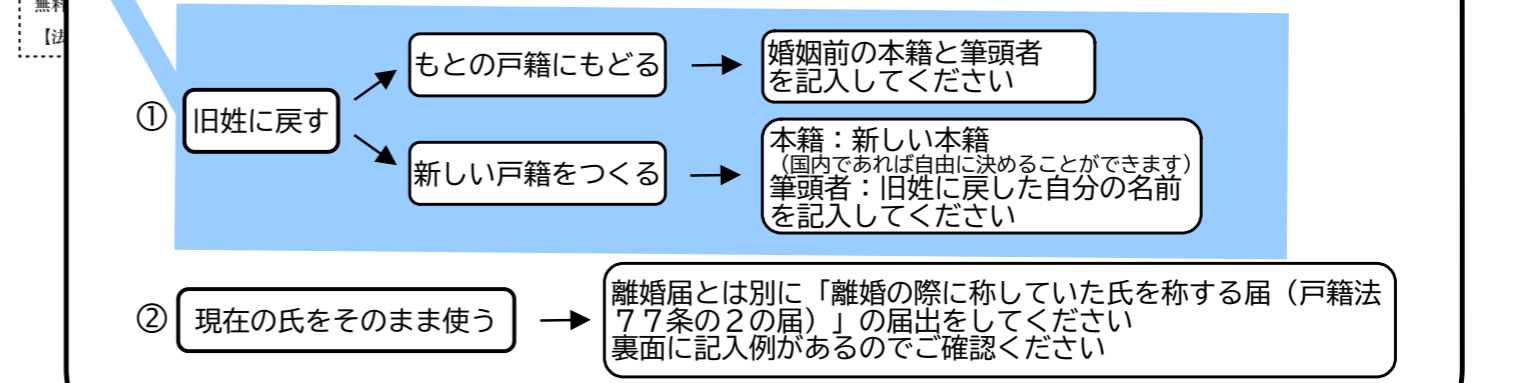 無料
【法
①
旧姓に戻す
もとの戸籍にもどる
婚姻前の本籍と筆頭者
を記入してください
新しい戸籍をつくる
本籍：新しい本籍
（国内であれば自由に決めることができます）
筆頭者：旧姓に戻した自分の名前
を記入してください
②
現在の氏をそのまま使う
離婚届とは別に「離婚の際に称していた氏を称する届（戸籍法
７７条の２の届）」の届出をしてください
裏面に記入例があるのでご確認ください